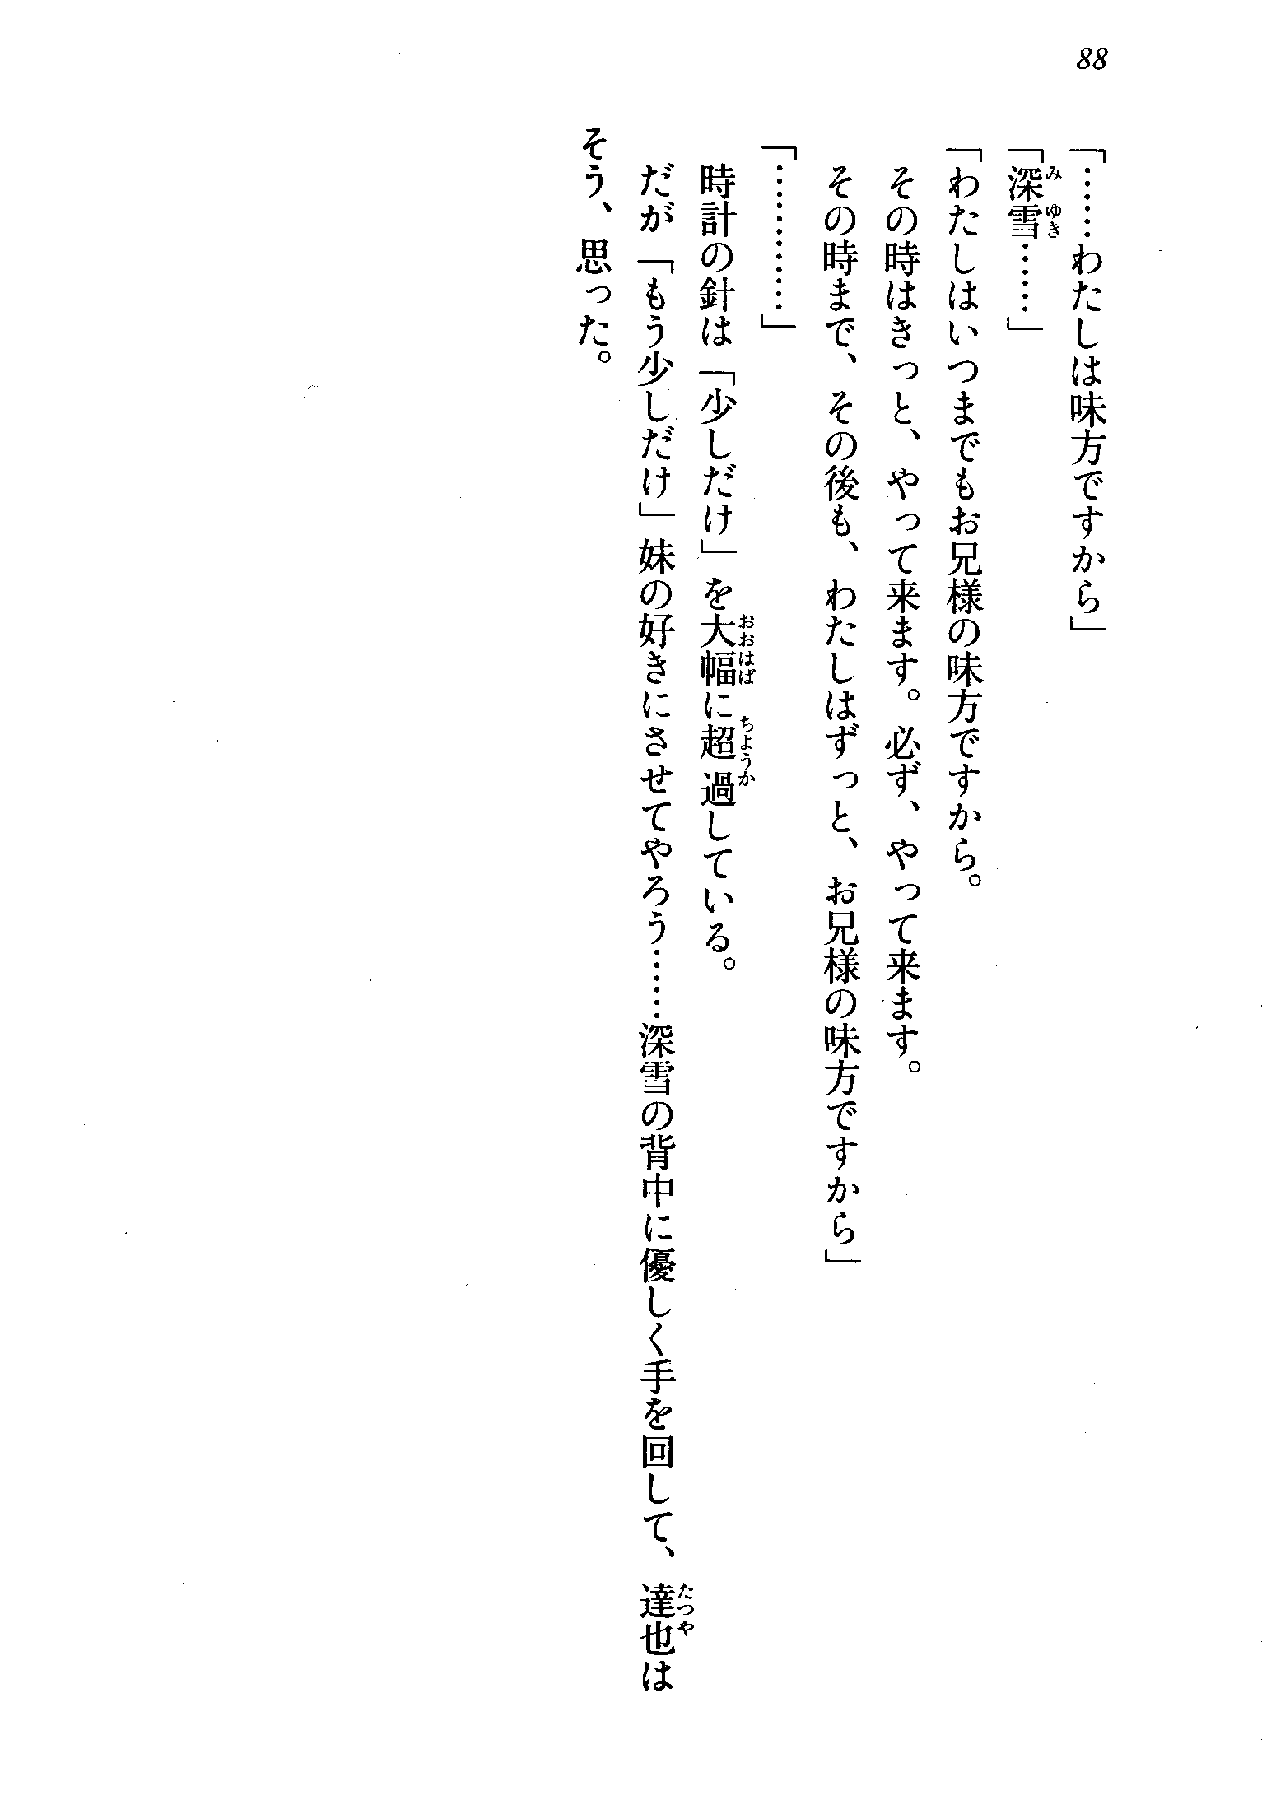 88
「……わたしは味方ですから」
「深雪……」
「わたしはいつまでもお兄様の味方ですから。
その時はきっと、やって来ます。必ず、やって来ます。
その時まで、その後も、わたしはずっと、お兄様の味方ですから」
「…………」
時計の針は「少しだけ」を大幅に超過している。
だが「もう少しだけ」妹の好きにさせてやろう……深雪の背中に優しく手を回して、達也は
そう、思った。